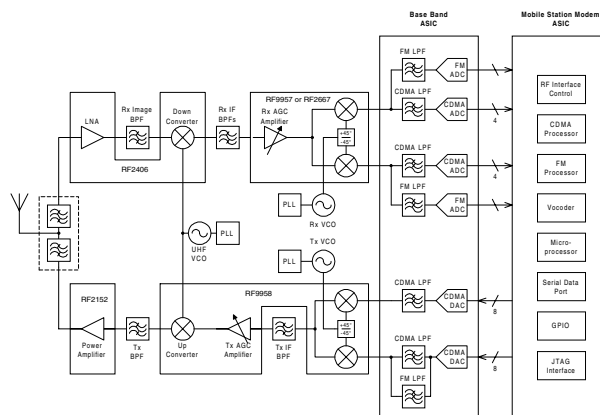 Base Band
ASIC
Mobile Station Modem
ASIC
FM LPF
FM
ADC
RF9957 or RF2667
CDMA LPF
CDMA
ADC
4
LNA
Rx Image
BPF
Down
Converter
Rx IF
BPFs
Rx AGC
Amplifier
+45°
-45°
RF2406
CDMA LPF
CDMA
ADC
4
FM LPF
FM
ADC
PLL
Rx VCO
UHF
VCO
PLL
Tx VCO
PLL
RF2152
RF9958
CDMA LPF
CDMA
DAC
8
+45°
-45°
Power
Amplifier
Tx
BPF
Up
Converter
Tx AGC
Amplifier
Tx IF
BPF
CDMA LPF
CDMA
DAC
8
FM LPF
RF Interface
Control
CDMA
Processor
FM
Processor
Vocoder
Micro-
processor
Serial Data
Port
GPIO
JTAG
Interface